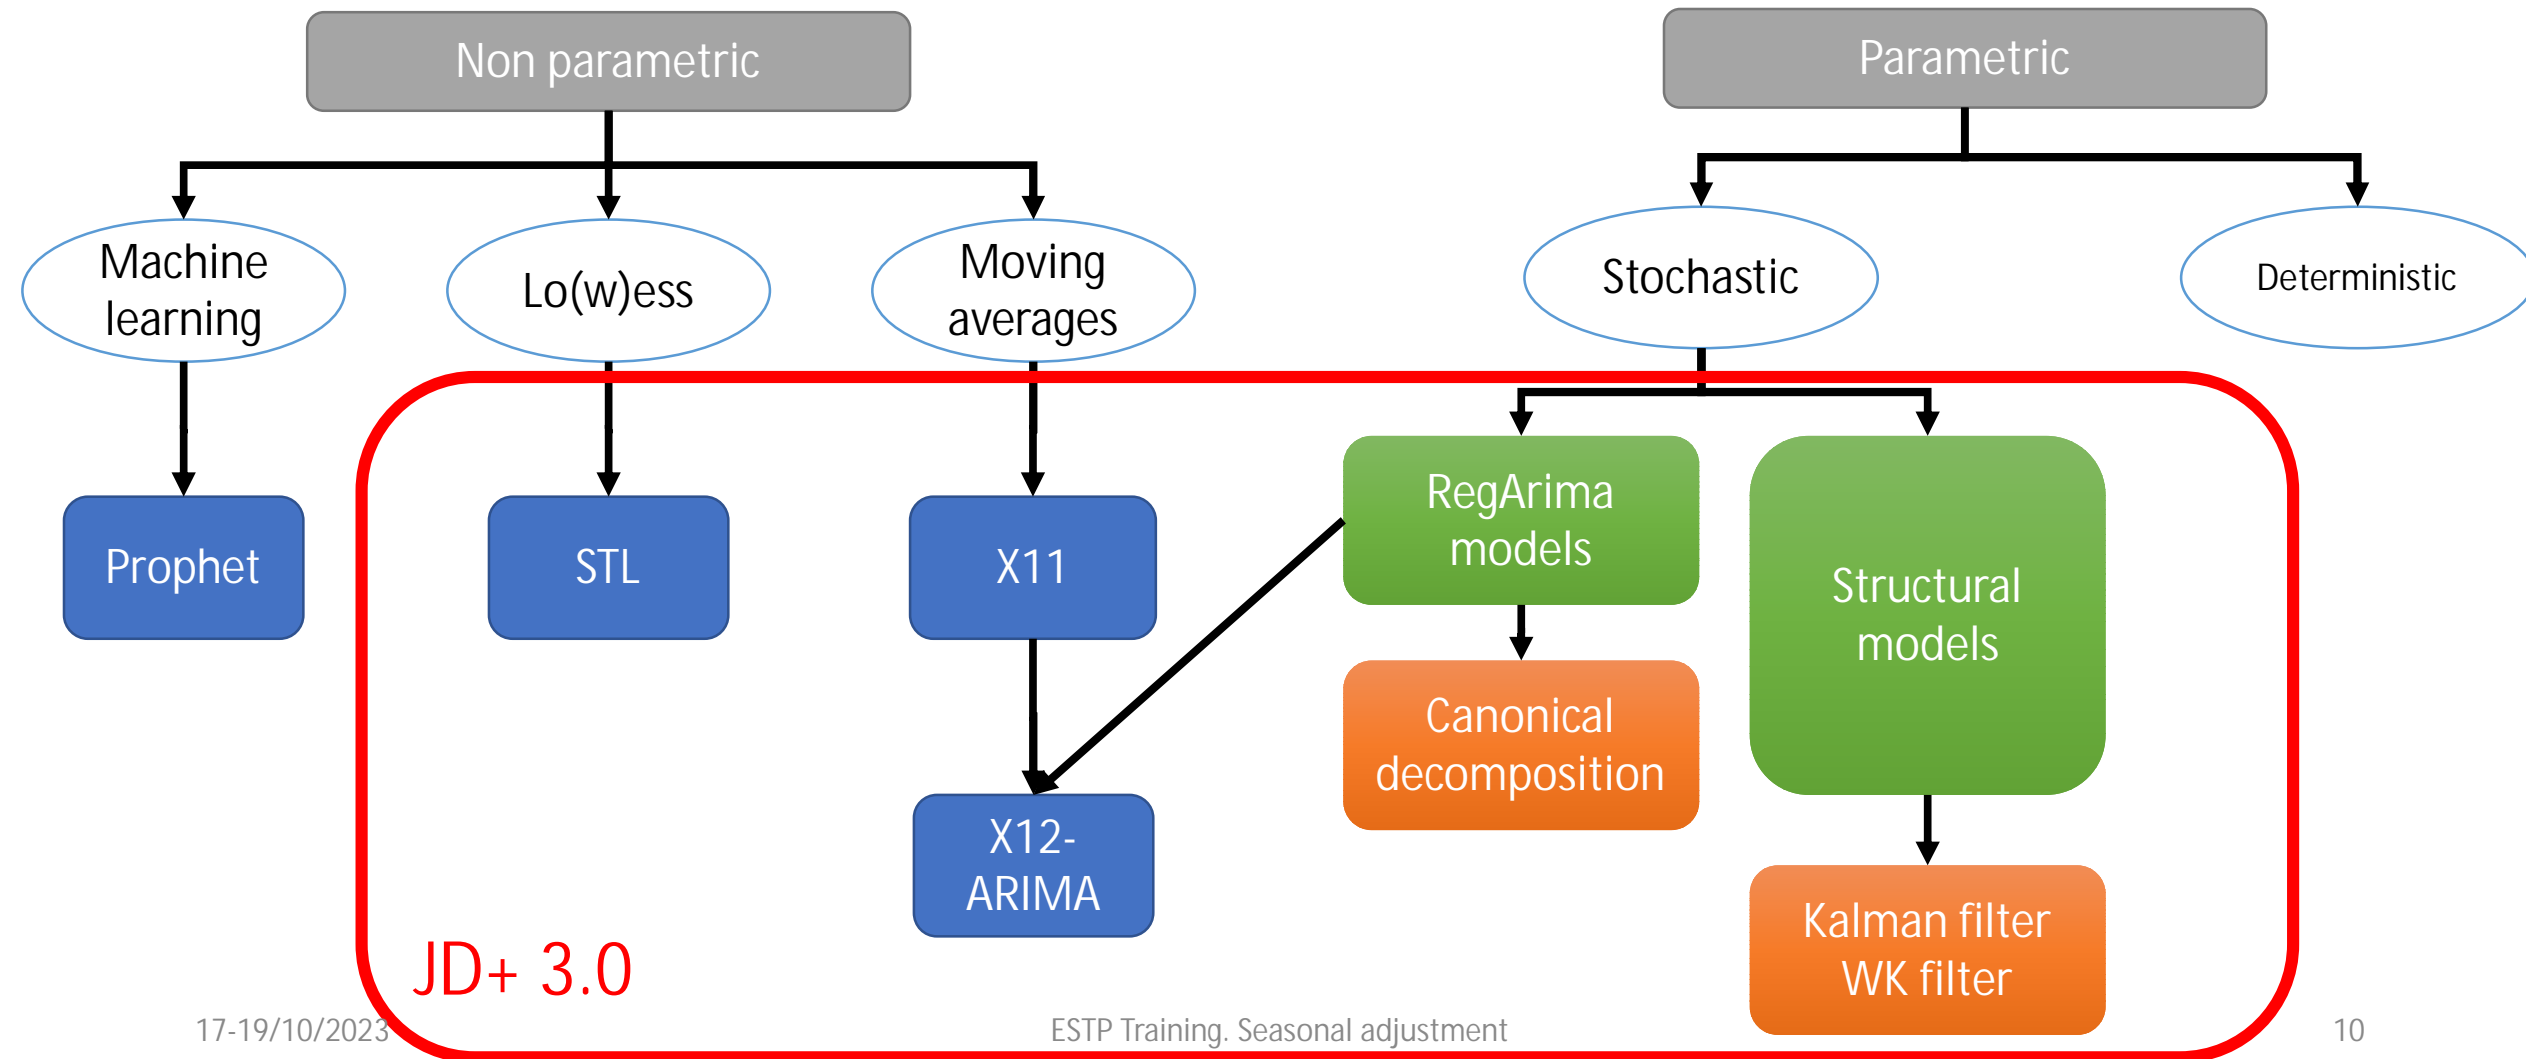 Non parametric
Parametric
Machine
learning
Lo(w)ess
Moving
averages
Stochastic
Deterministic
Prophet
STL
X11
RegArima
models
Structural
models
Canonical
decomposition
X12-
ARIMA
Kalman filter
WK filter
JD+ 3.0
17-19/10/2023
ESTP Training. Seasonal adjustment
10